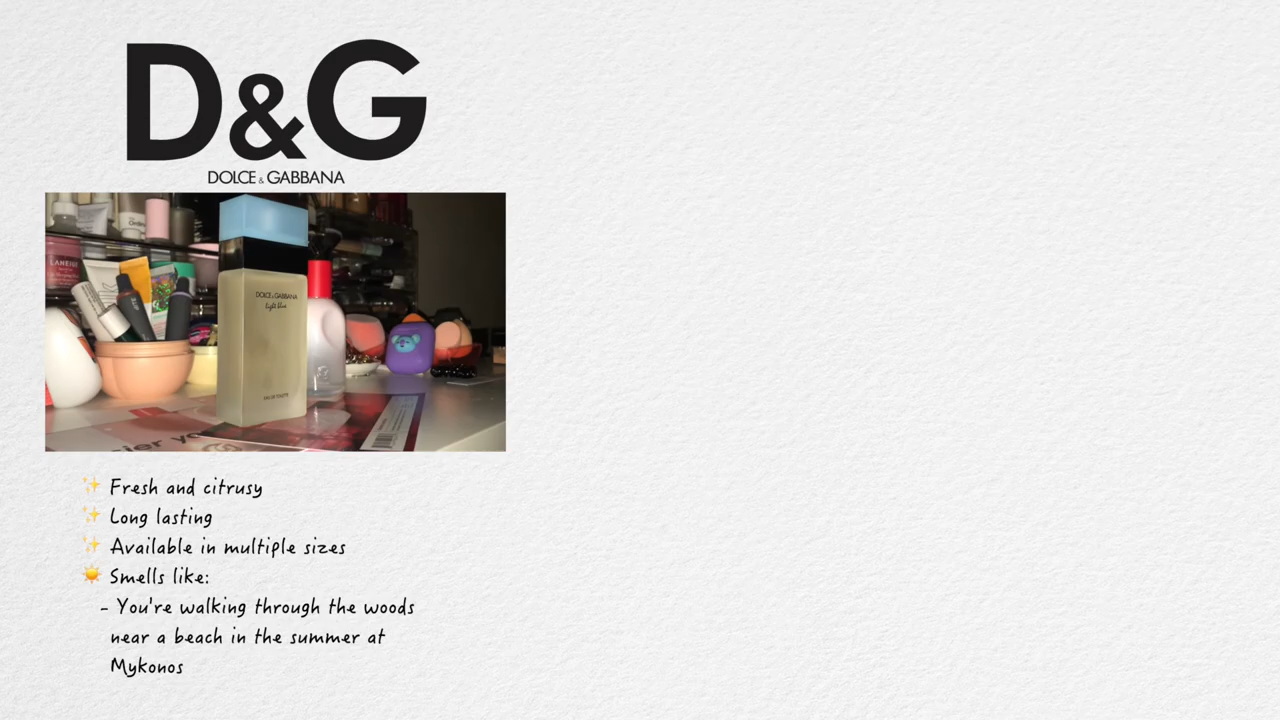 D&G
DOLCE & GABBANA
LANEIGE
DOLCE & GABBANA
light blue
EAU DE TOILETTE
✨ Fresh and citrusy
✨ Long lasting
✨ Available in multiple sizes
☀️ Smells like:
- You're walking through the woods
near a beach in the summer at
Mykonos